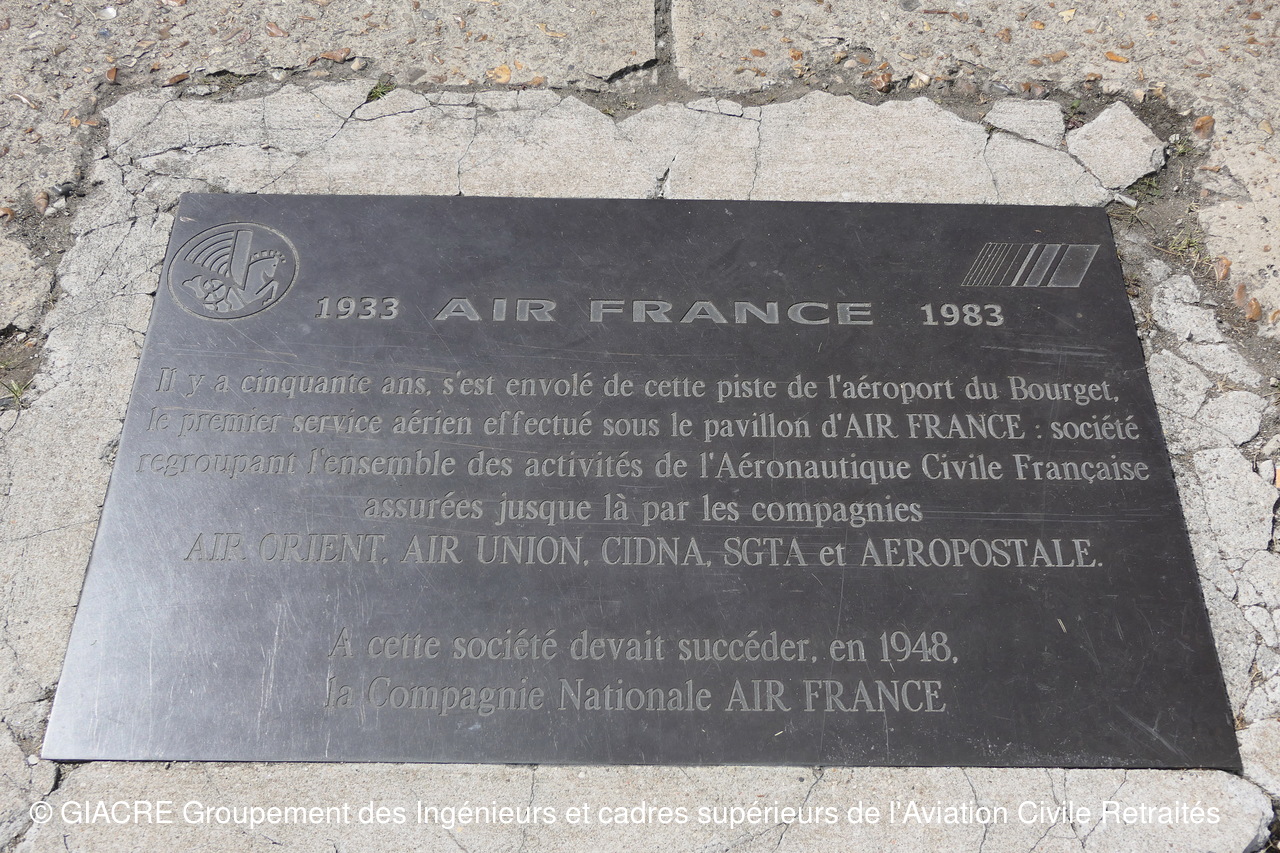 1933 AIR FRANCE 1983
Il y a cinquante ans, s'est envolé de cette piste de l'aéroport du Bourget,
le premier service aérien effectué sous le pavillon d'AIR FRANCE : société
regroupant l'ensemble des activités de l'Aéronautique Civile Française
assurées jusque là par les compagnies
AIR ORIENT, AIR UNION, CIDNA, SGTA et AEROPOSTALE.
A cette société devait succéder, en 1948,
la Compagnie Nationale AIR FRANCE
© GIACRE Groupement des Ingénieurs et cadres supérieurs de l'Aviation Civile Retraités